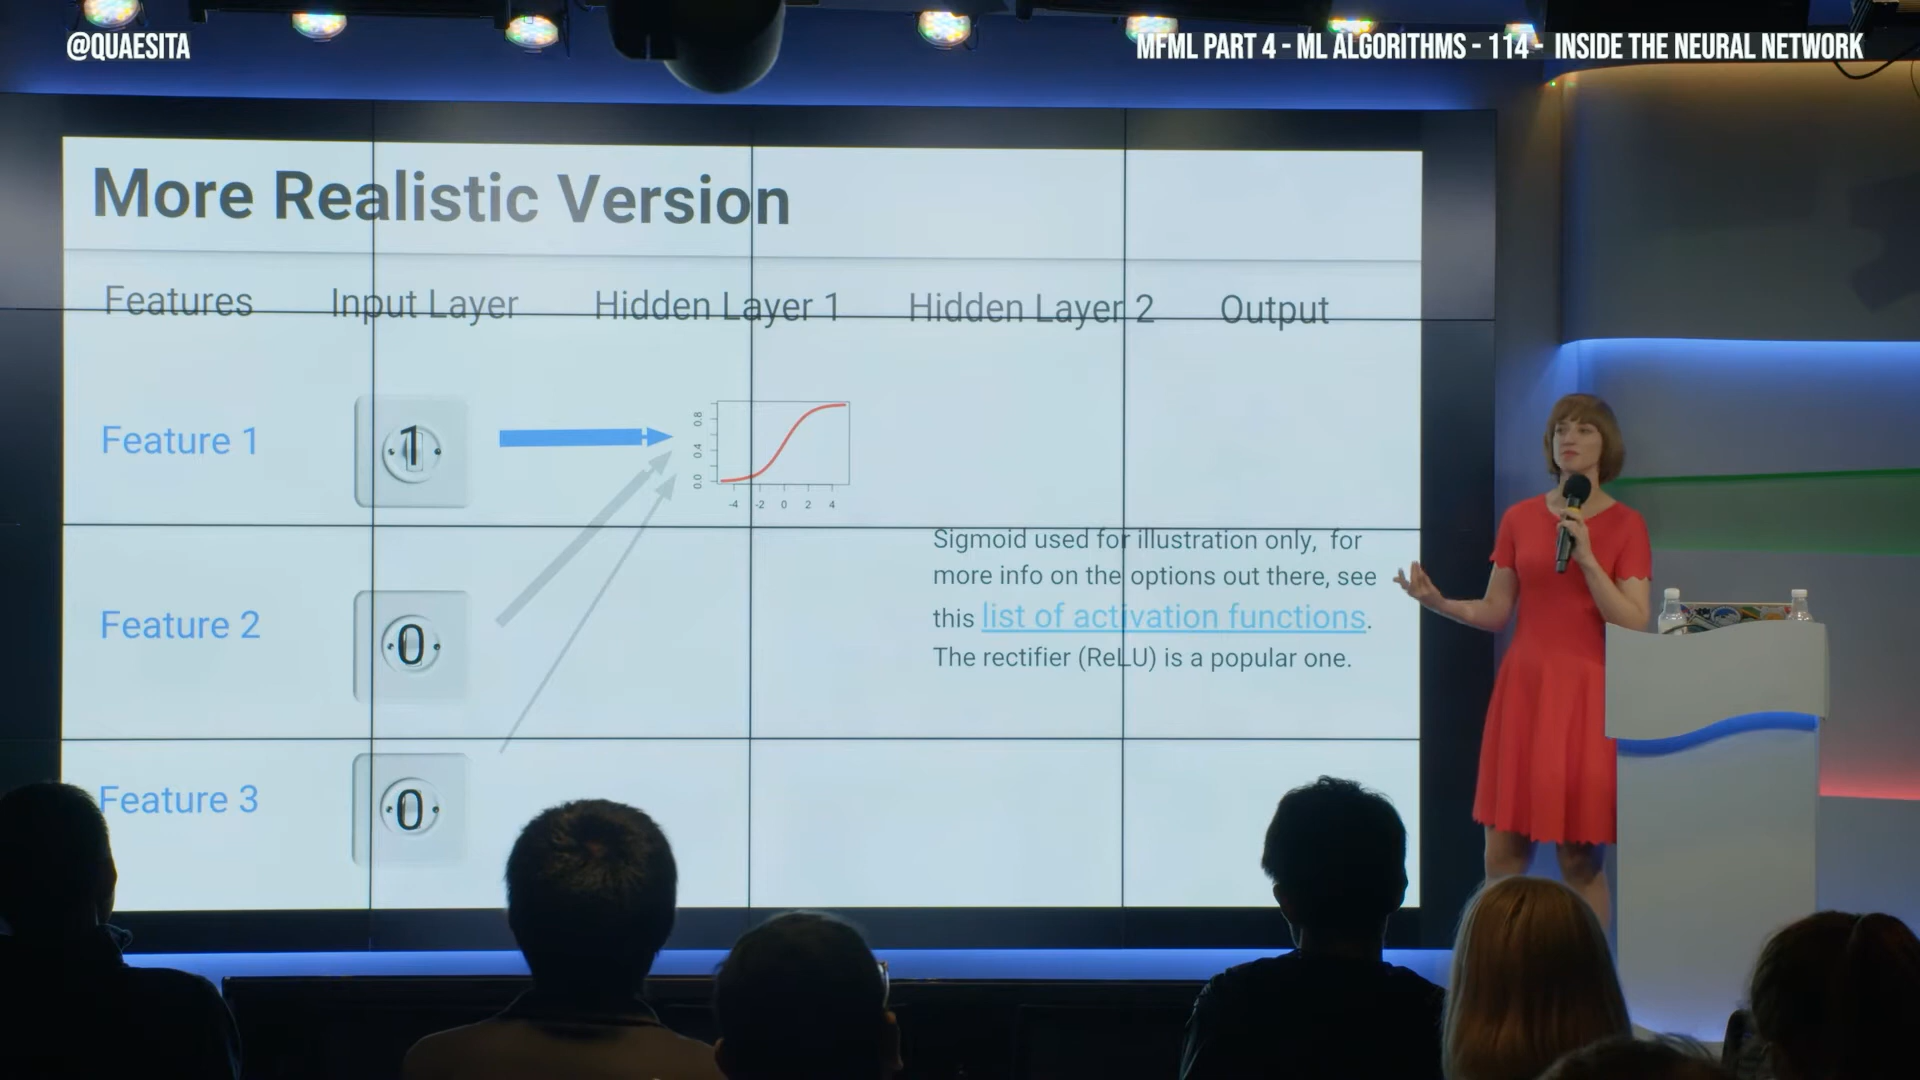 @QUAESITA
MFML PART 4 - ML ALGORITHMS - 114 - INSIDE THE NEURAL NETWORK
More Realistic Version
Features Input Layer Hidden Layer 1 Hidden Layer 2 Output
Feature 1
1
0.0 0.4 0.8
-4 -2 0 2 4
Sigmoid used for illustration only, for
more info on the options out there, see
this list of activation functions.
The rectifier (ReLU) is a popular one.
Feature 2
0
Feature 3
0